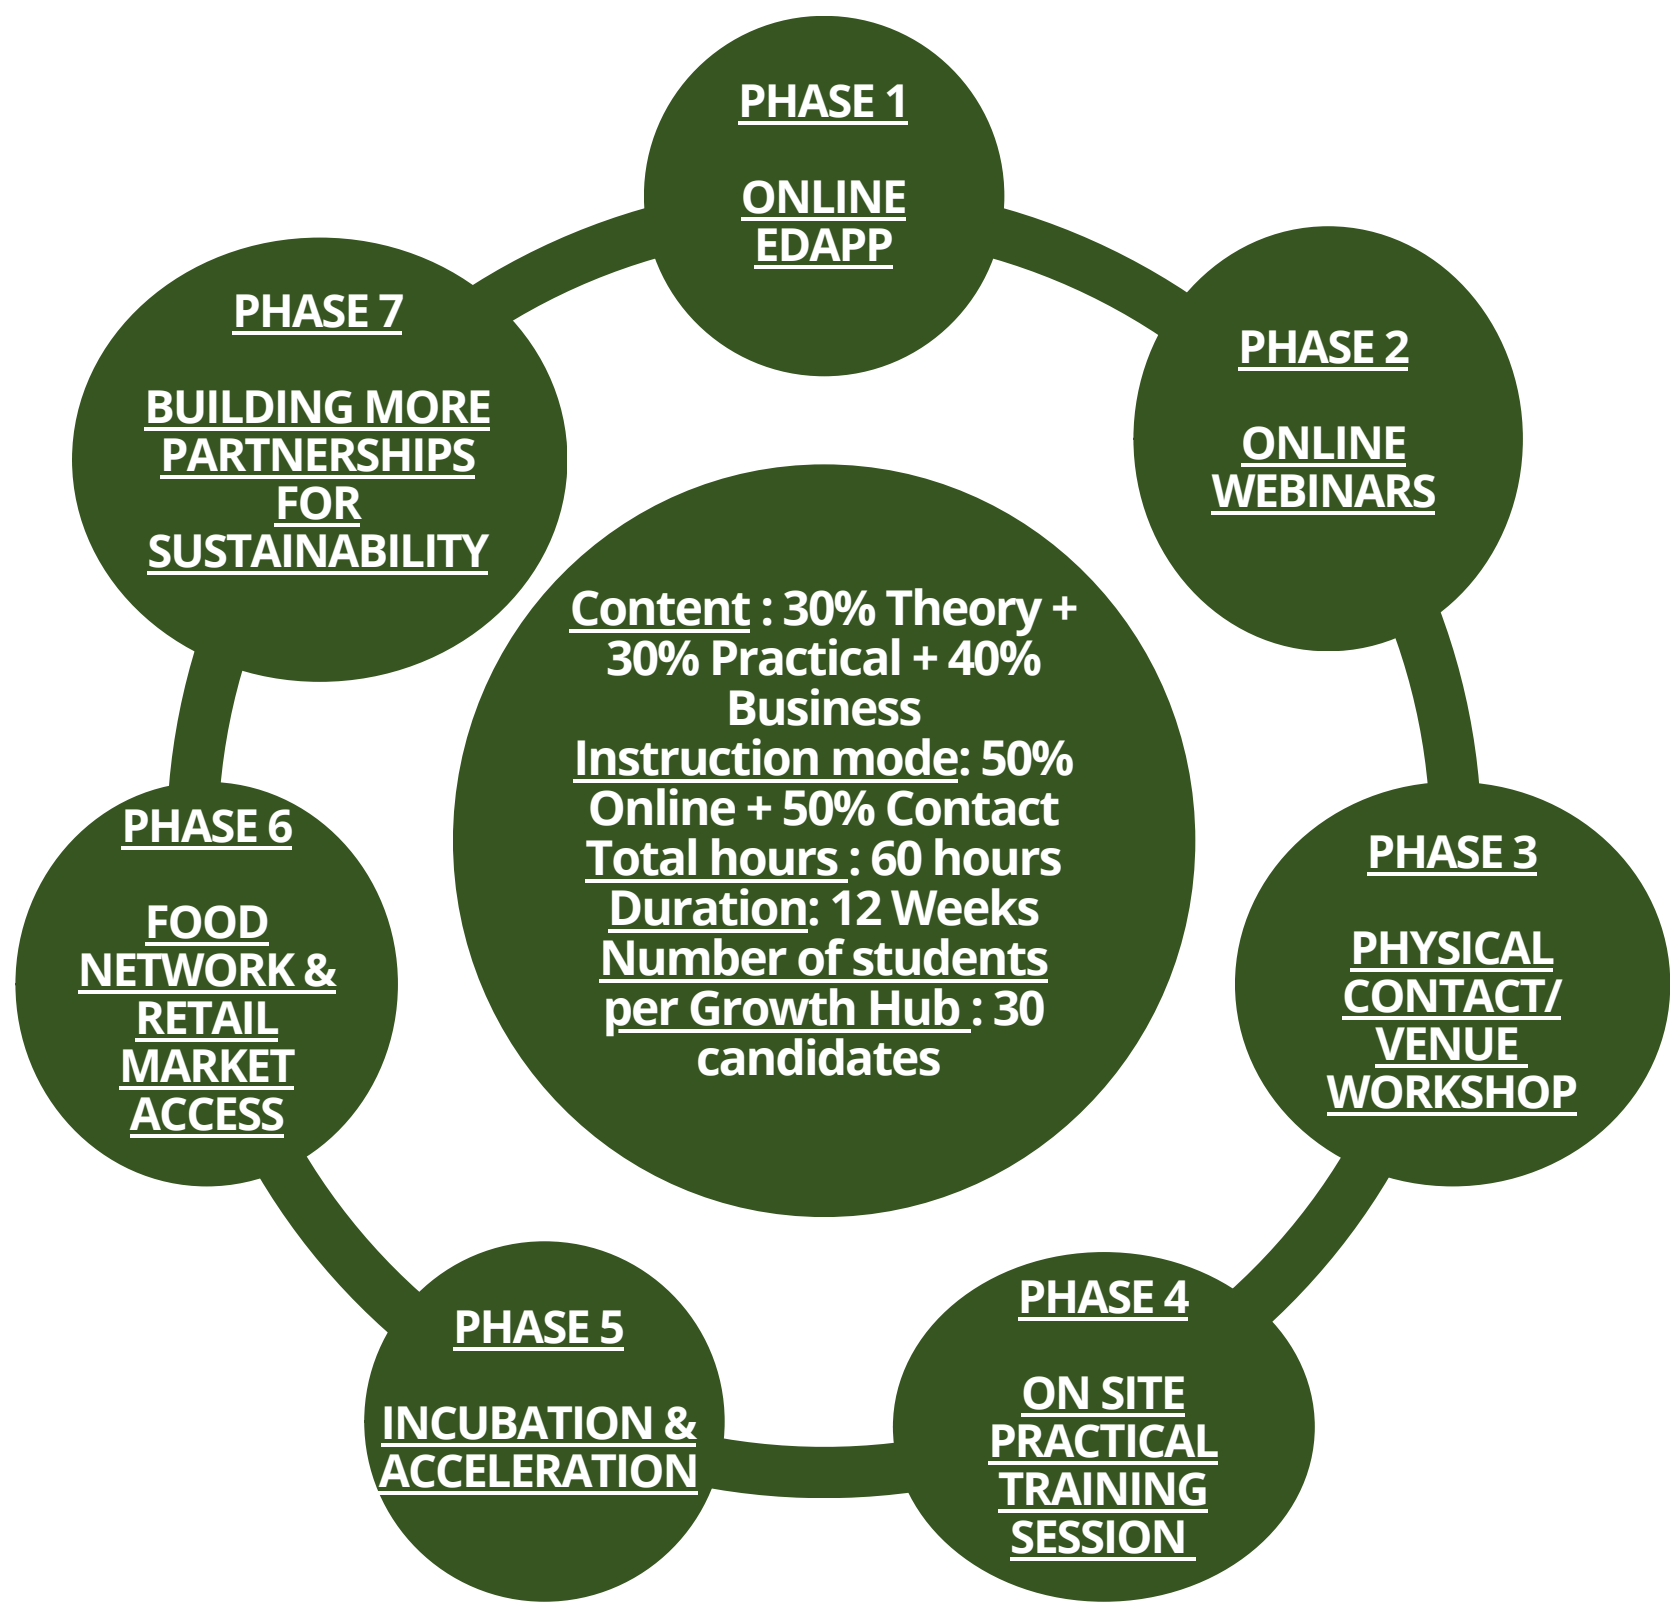 PHASE 1
ONLINE
EDAPP
PHASE 2
ONLINE
WEBINARS
PHASE 3
PHYSICAL
CONTACT/
VENUE
WORKSHOP
PHASE 4
ON SITE
PRACTICAL
TRAINING
SESSION
PHASE 5
INCUBATION &
ACCELERATION
PHASE 6
FOOD
NETWORK &
RETAIL
MARKET
ACCESS
PHASE 7
BUILDING MORE
PARTNERSHIPS
FOR
SUSTAINABILITY
Content : 30% Theory +
30% Practical + 40%
Business
Instruction mode: 50%
Online + 50% Contact
Total hours : 60 hours
Duration: 12 Weeks
Number of students
per Growth Hub : 30
candidates